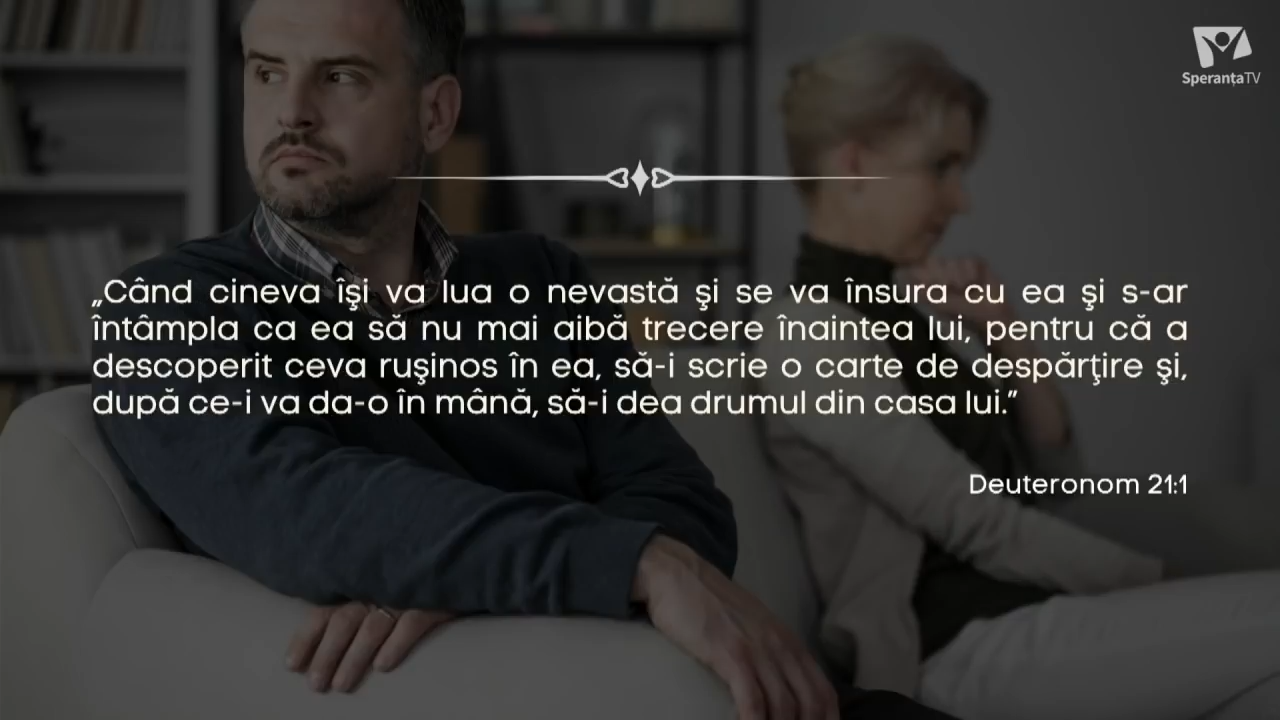 SperanțaTV
„Când cineva îşi va lua o nevastă şi se va însura cu ea şi s-ar
întâmpla ca ea să nu mai aibă trecere înaintea lui, pentru că a
descoperit ceva ruşinos în ea, să-i scrie o carte de despărţire şi,
după ce-i va da-o în mână, să-i dea drumul din casa lui.”
Deuteronom 21:1